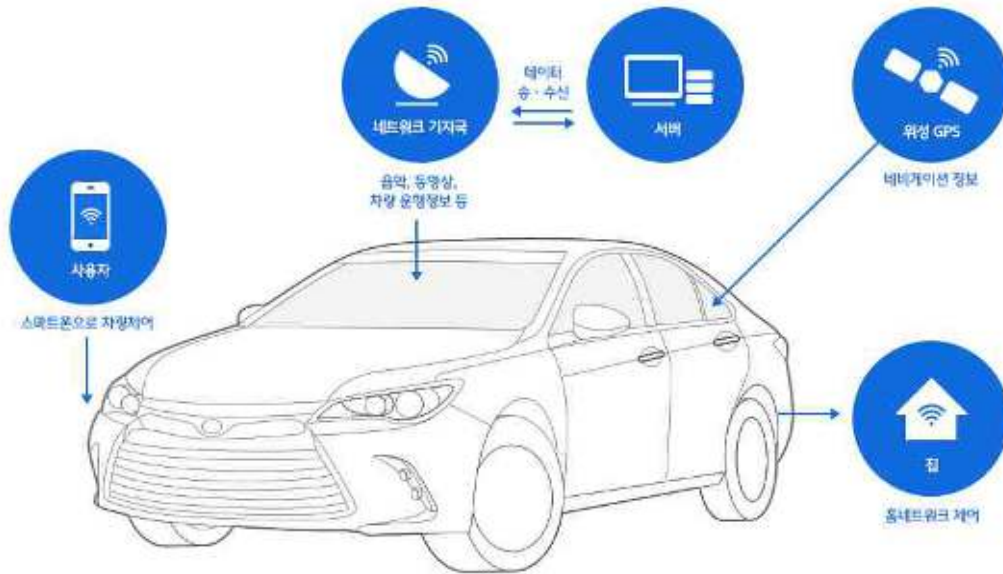 데이터
송 · 수신
네트워크 기지국
서버
위성 GPS
음악, 동영상,
차량 운행정보 등
네비게이션 정보
사용자
스마트폰으로 차량제어
집
홈네트워크 제어